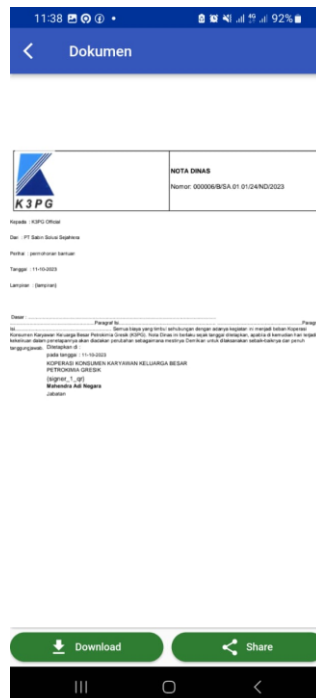 11:38
92%
Dokumen
K3PG
NOTA DINAS
Nomor: 000006/B/SA.01.01/24/ND/2023
Kepada : K3PG Official
Dari : PT Sakin Solusi Sejahtera
Perihal : permohonan bantuan
Tanggal : 11-10-2023
Lampiran : {lampiran}
Dasar :
Paragraf ke
Paragraf
isi Semua biaya yang timbul sehubungan dengan adanya kegiatan ini menjadi beban Koperasi
Konsumen Karyawan Keluarga Besar Petrokimia Gresik (K3PG). Nota Dinas ini berlaku sejak tanggal ditetapkan, apabila di kemudian hari terjadi
kekeliruan dalam penetapannya akan diadakan perubahan sebagaimana mestinya Demikian untuk dilaksanakan sebaik-baiknya dan penuh
tanggungjawab. Ditetapkan di :
pada tanggal : 11-10-2023
KOPERASI KONSUMEN KARYAWAN KELUARGA BESAR
PETROKIMIA GRESIK
{signer_1_qr}
Mahendra Adi Negara
Jabatan
Download
Share